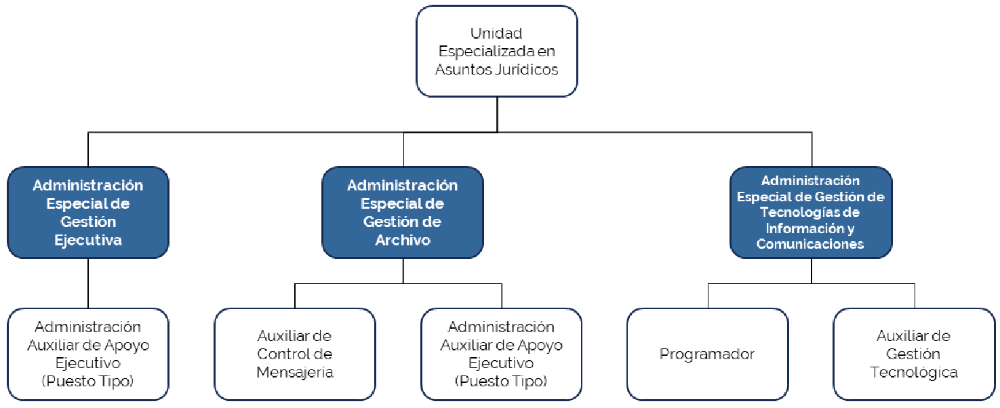 Unidad
Especializada en
Asuntos Jurídicos
Administración
Especial de
Gestión
Ejecutiva
Administración
Especial de
Gestión de
Archivo
Administración
Especial de Gestión de
Tecnologías de
Información y
Comunicaciones
Administración
Auxiliar de Apoyo
Ejecutivo
(Puesto Tipo)
Auxiliar de
Control de
Mensajería
Administración
Auxiliar de Apoyo
Ejecutivo
(Puesto Tipo)
Programador
Auxiliar de
Gestión
Tecnológica